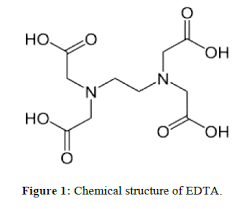 HO O O
OH
N N
HO OH
O O
Figure 1: Chemical structure of EDTA.